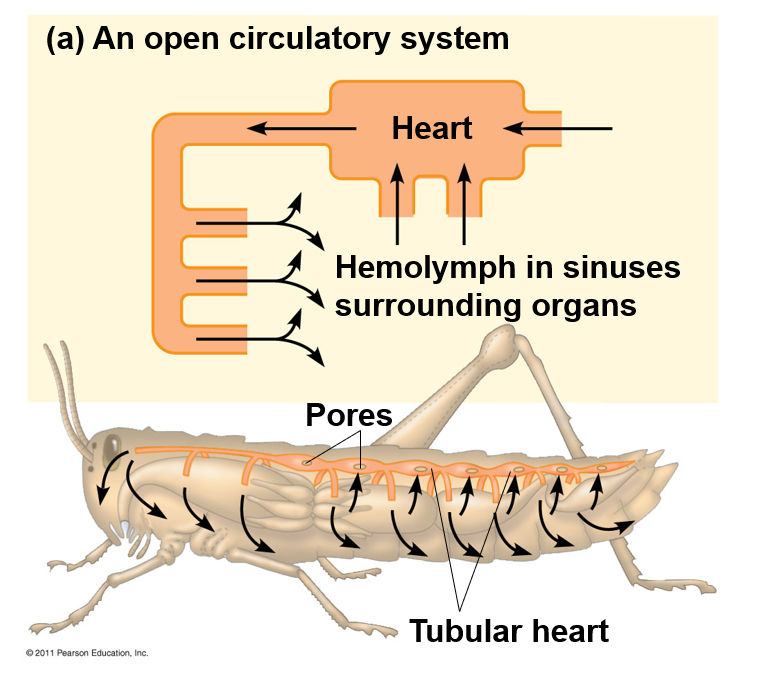 (a) An open circulatory system
Heart
Hemolymph in sinuses
surrounding organs
Pores
Tubular heart
© 2011 Pearson Education, Inc.